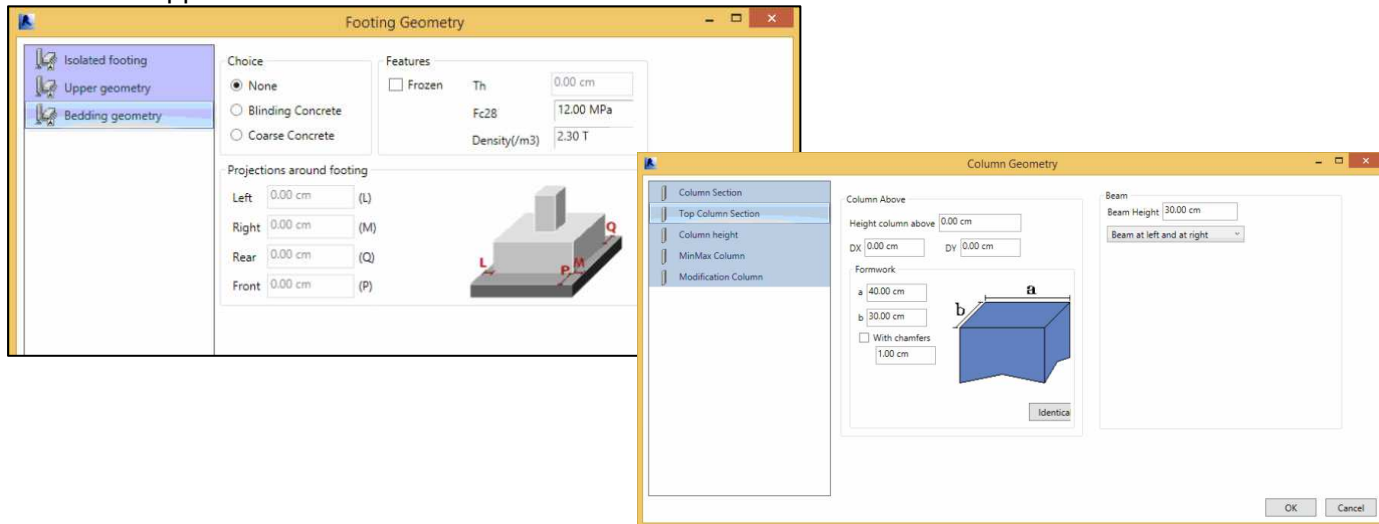 Footing Geometry
Isolated footing
Upper geometry
Bedding geometry
Choice
None
Blinding Concrete
Coarse Concrete
Features
Frozen
Th 0.00 cm
Fc28 12.00 MPa
Density(/m3) 2.30 T
Projections around footing
Left 0.00 cm (L)
Right 0.00 cm (M)
Rear 0.00 cm (Q)
Front 0.00 cm (P)
L P M Q
Column Geometry
Column Section
Top Column Section
Column height
MinMax Column
Modification Column
Column Above
Height column above 0.00 cm
DX 0.00 cm DY 0.00 cm
Formwork
a 40.00 cm
b 30.00 cm
With chamfers
1.00 cm
a
b
Identica
Beam
Beam Height 30.00 cm
Beam at left and at right
OK Cancel